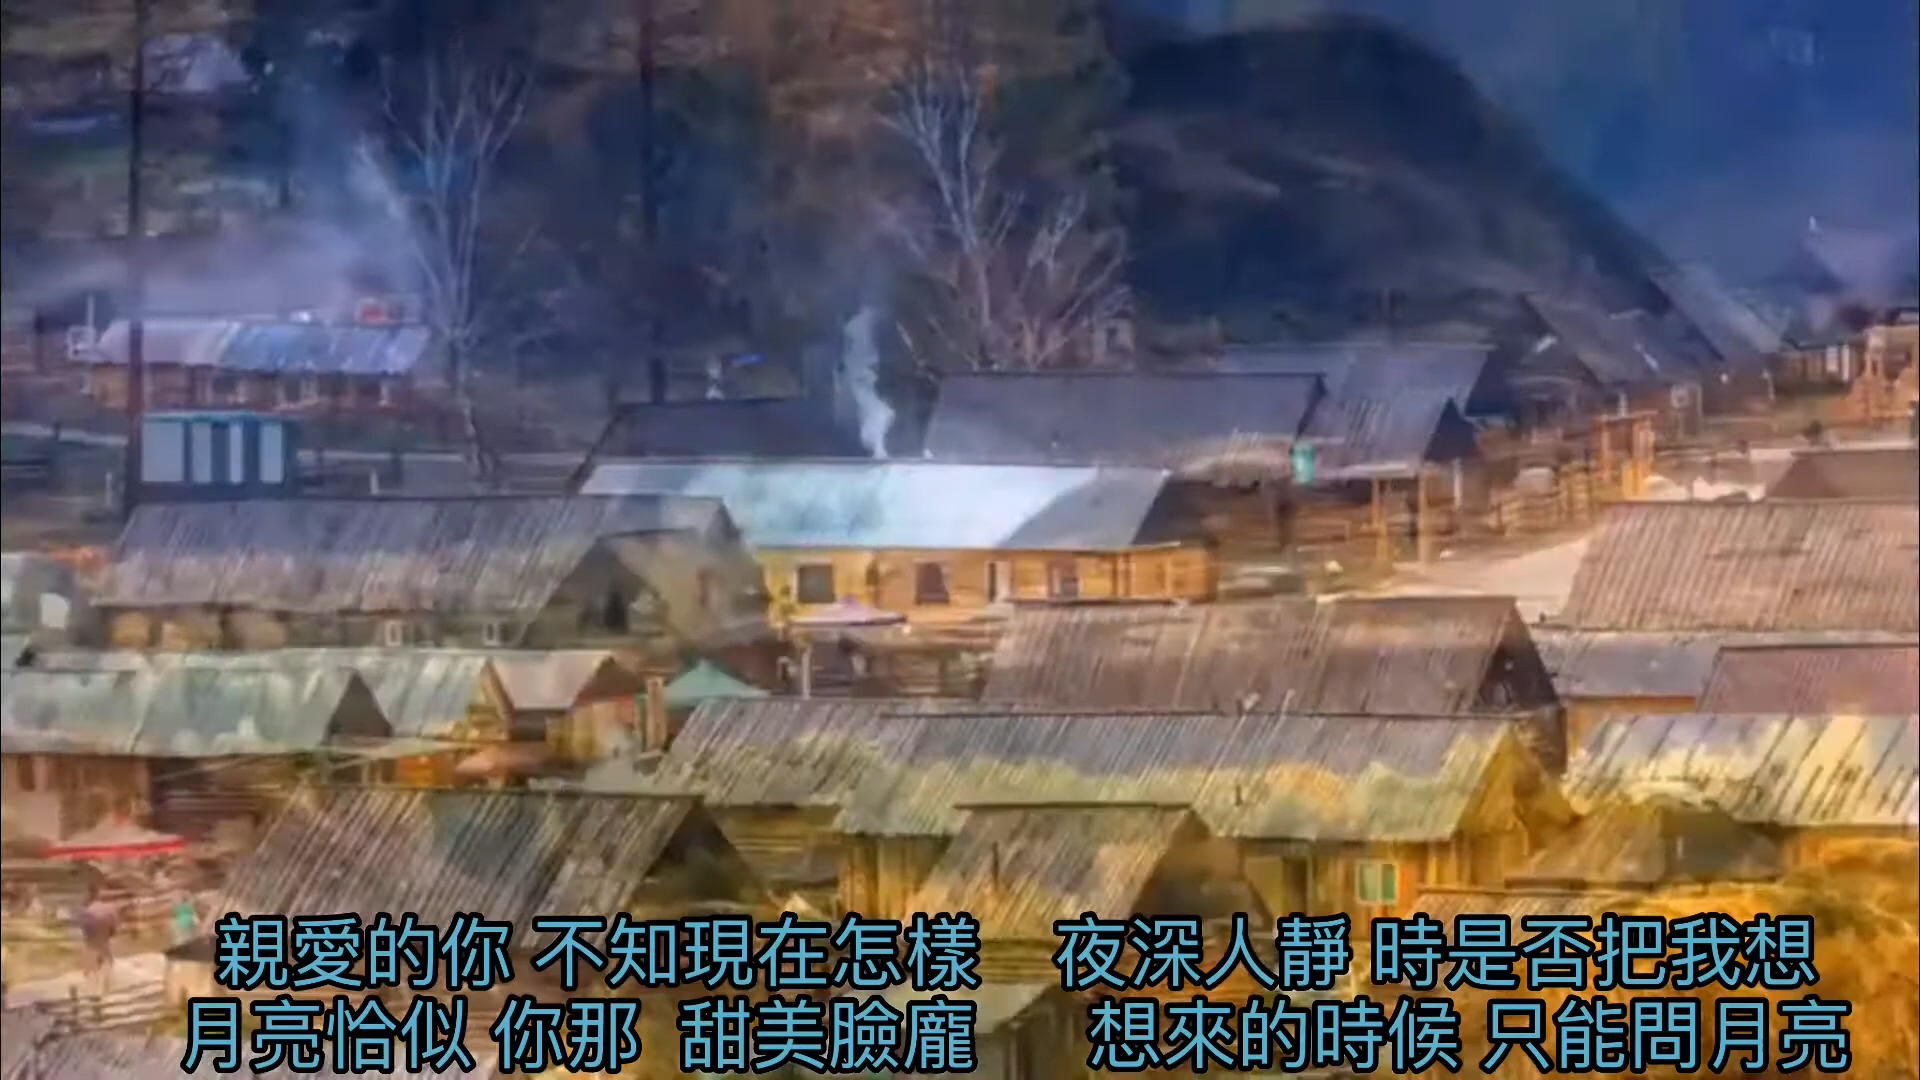 親愛的你 不知現在怎樣 夜深人靜 時是否把我想
月亮恰似 你那 甜美臉龐 想來的時候 只能問月亮